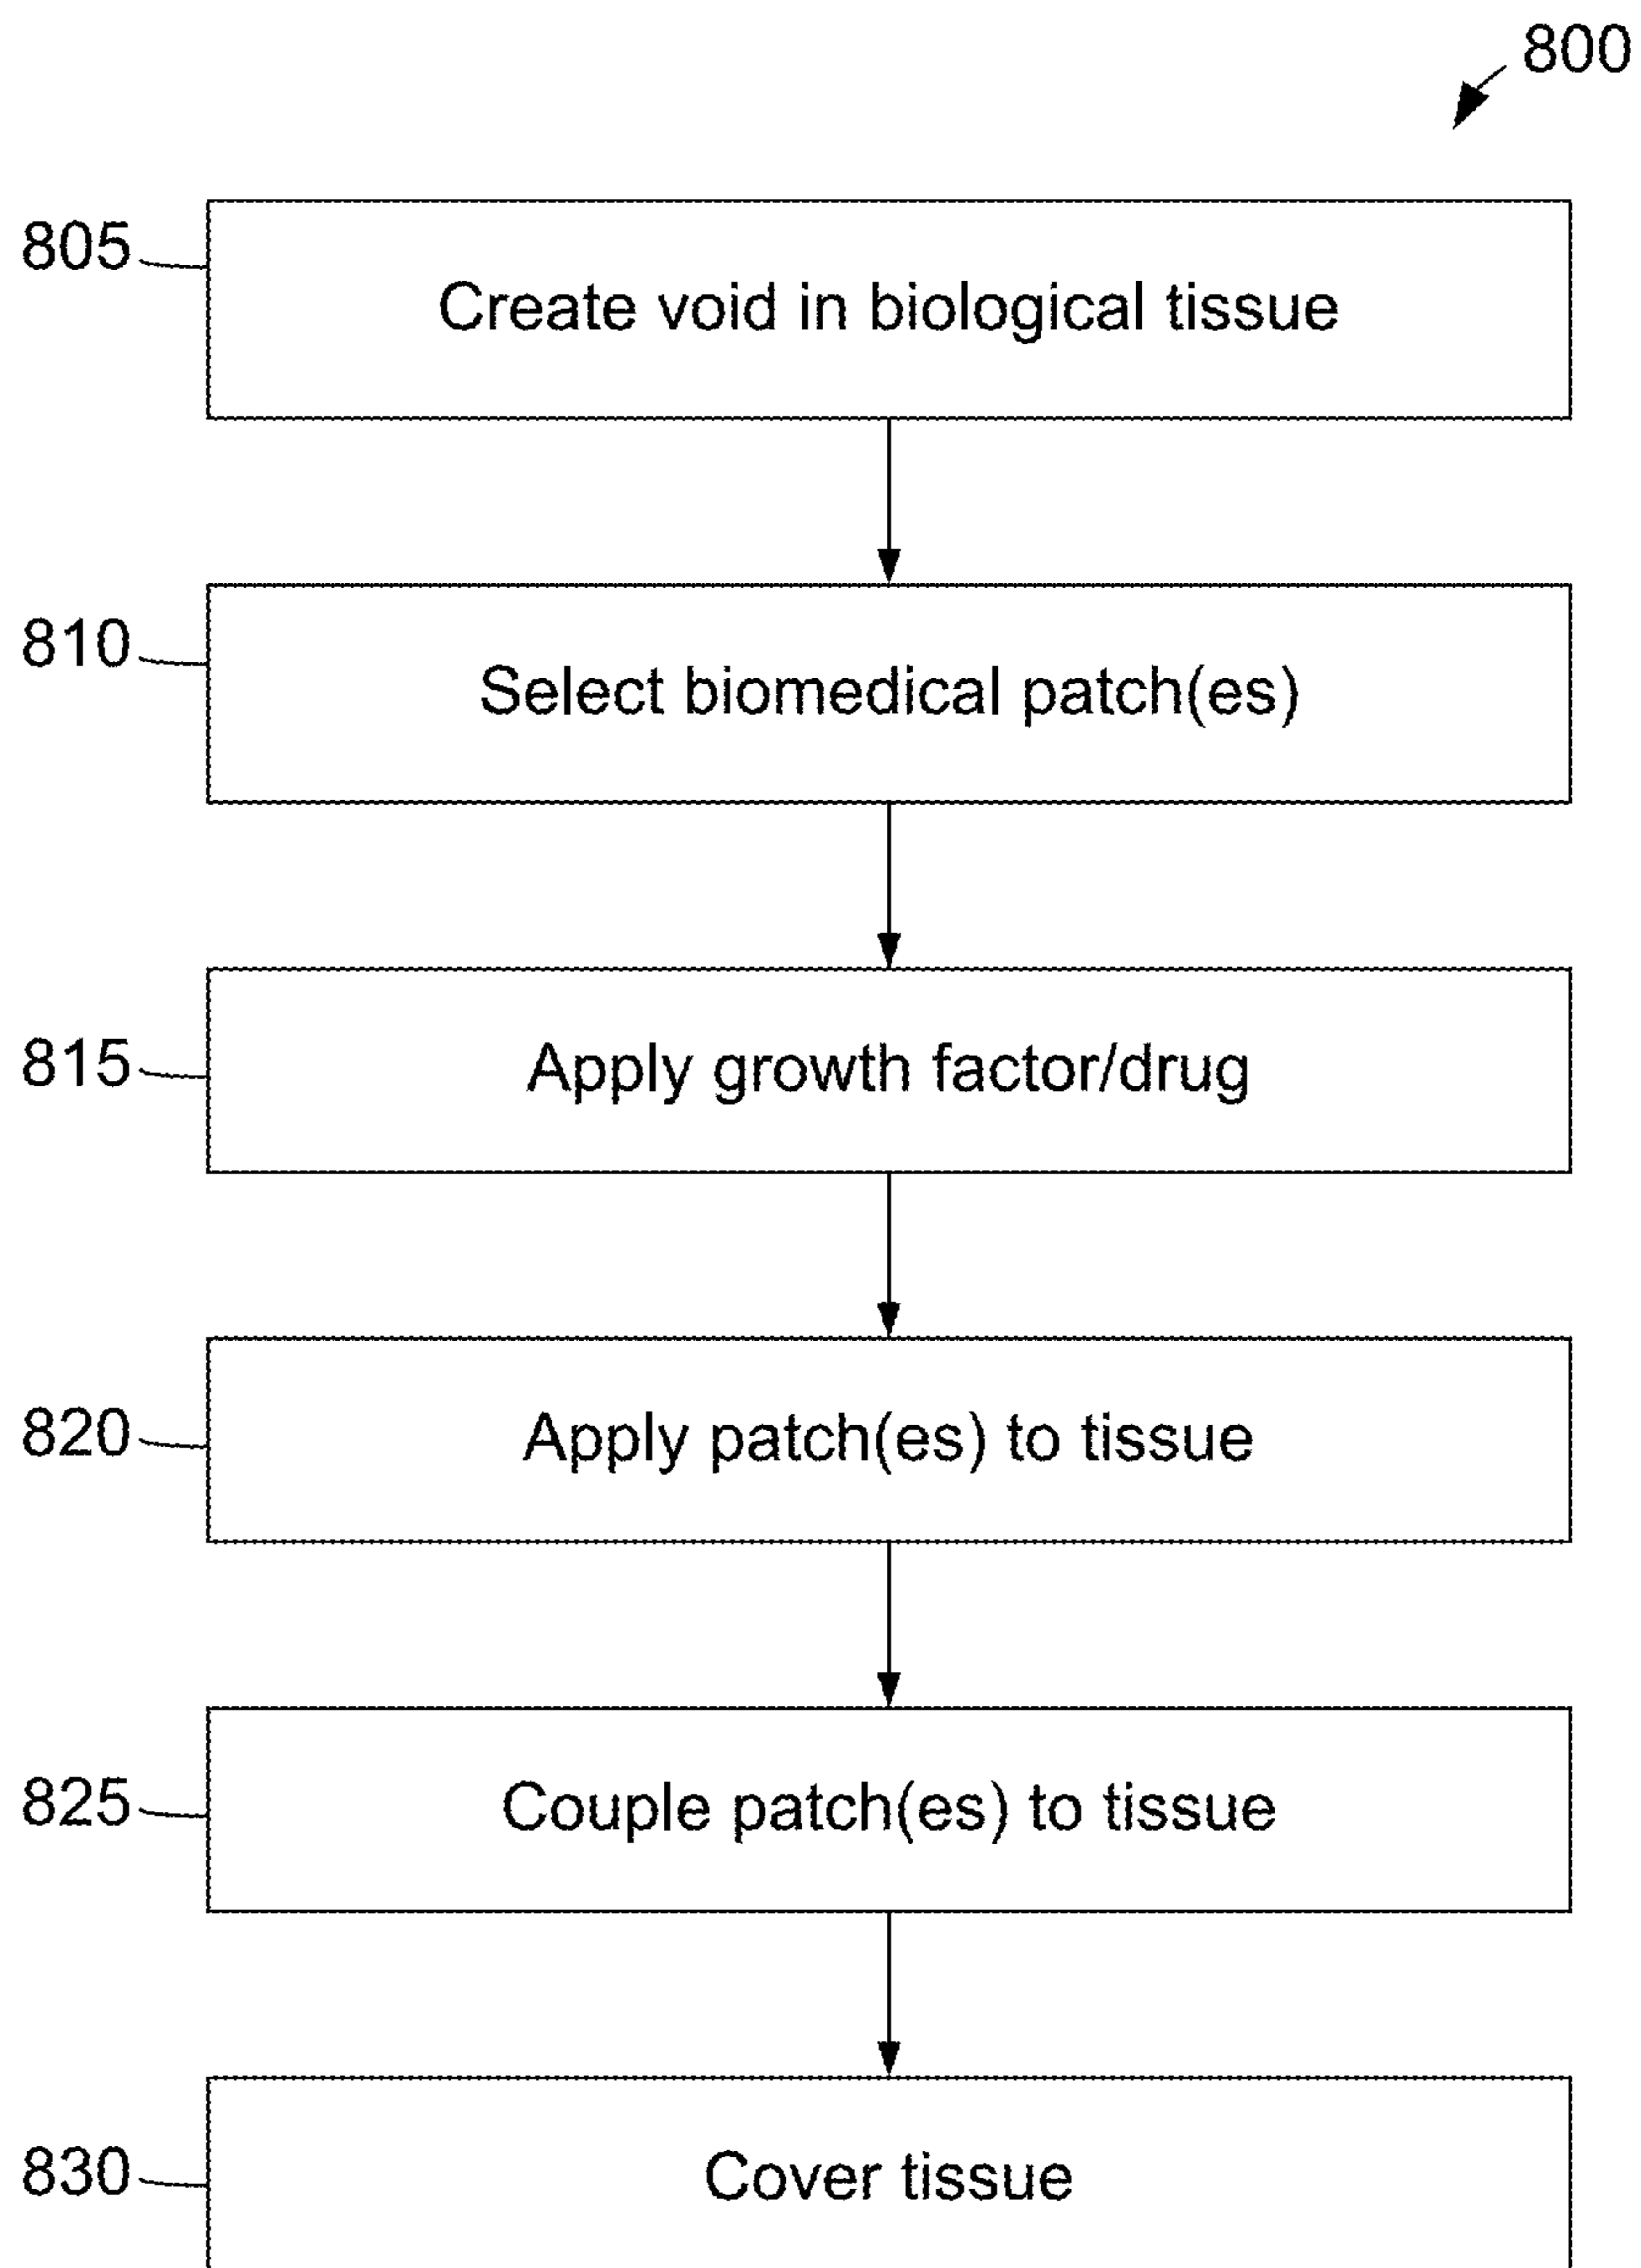 800
805
Create void in biological tissue
810
Select biomedical patch(es)
815
Apply growth factor/drug
820
Apply patch(es) to tissue
825
Couple patch(es) to tissue
830
Cover tissue